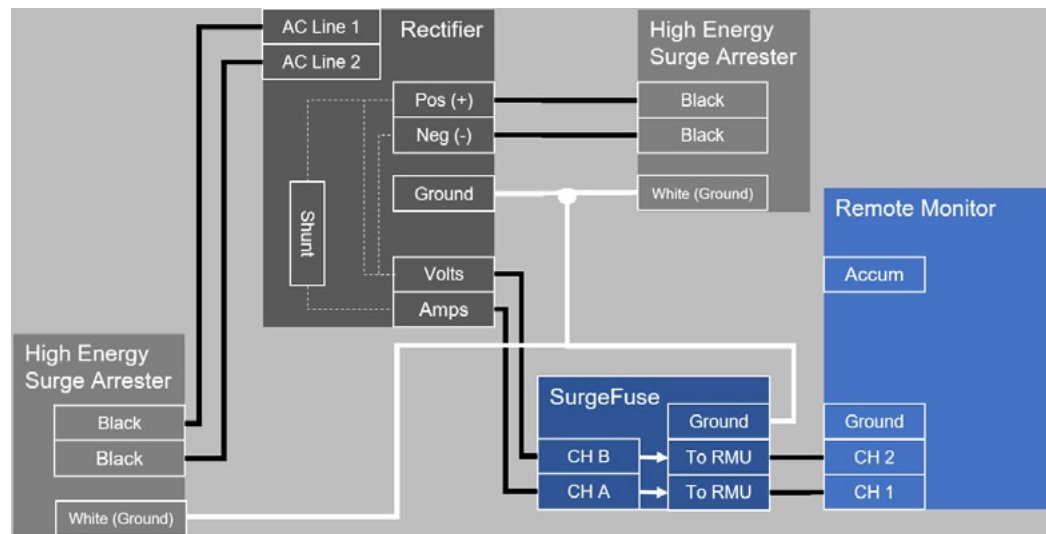 AC Line 1
AC Line 2
Rectifier
Pos (+)
Neg (-)
Ground
Shunt
Volts
Amps
High Energy
Surge Arrester
Black
Black
White (Ground)
Remote Monitor
Accum
Ground
CH 2
CH 1
High Energy
Surge Arrester
Black
Black
White (Ground)
SurgeFuse
Ground
CH B
To RMU
CH A
To RMU